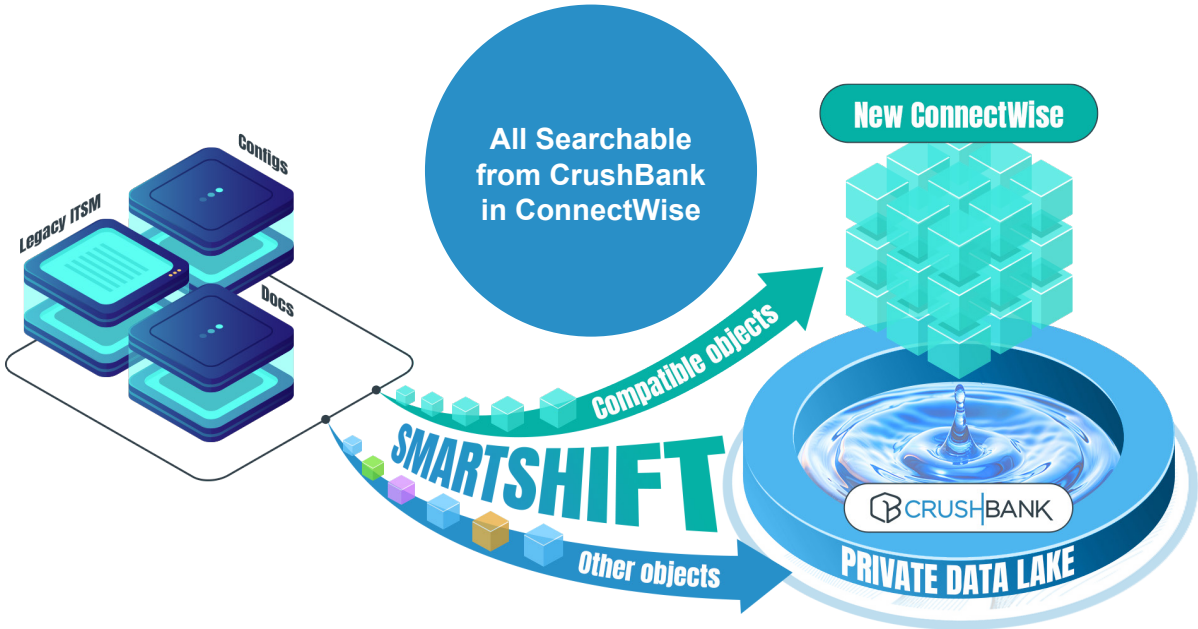 All Searchable
from CrushBank
in ConnectWise
New ConnectWise
Configs
Legacy ITSM
Docs
Compatible objects
SMARTSHIFT
Other objects
CRUSHBANK
PRIVATE DATA LAKE